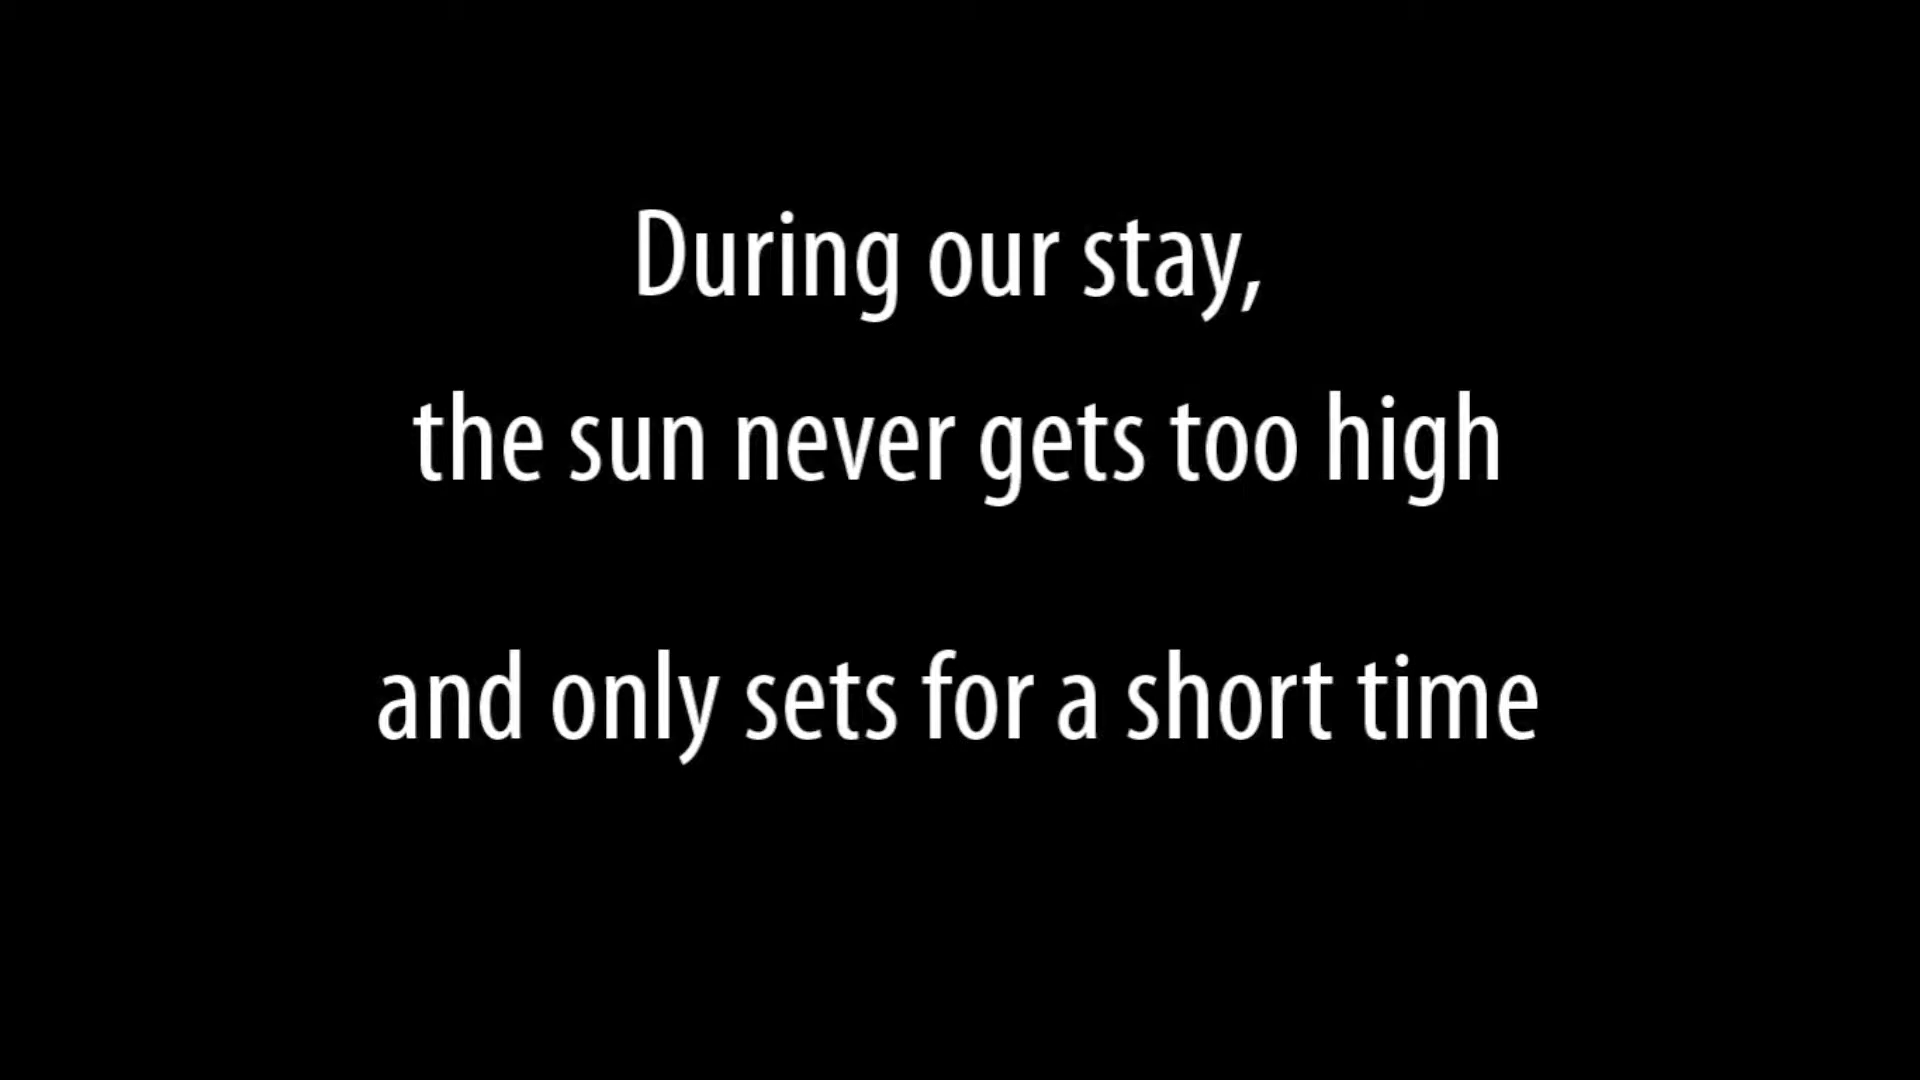 During our stay,
the sun never gets too high
and only sets for a short time